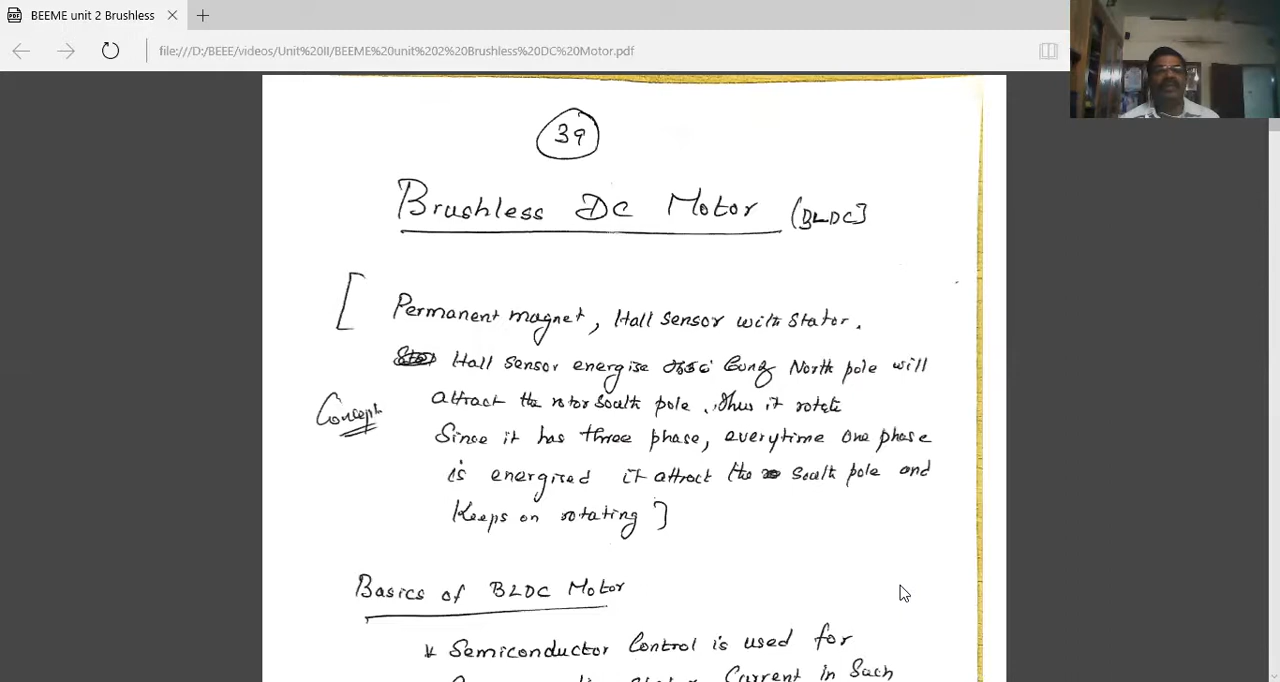 BEEME unit 2 Brushless
file:///D:/BEEE/videos/Unit%20II/BEEME%20unit%202%20Brushless%20DC%20Motor.pdf
39
Brushless DC Motor (BLDC]
[ Permanent magnet, Hall sensor with stator.
Hall sensor energise North pole will
attract the rotor south pole. Thus it rotate
Concept
Since it has three phase, everytime one phase
is energised it attract the south pole and
Keeps on rotating ]
Basics of BLDC Motor
* Semiconductor Control is used for
Current in Such